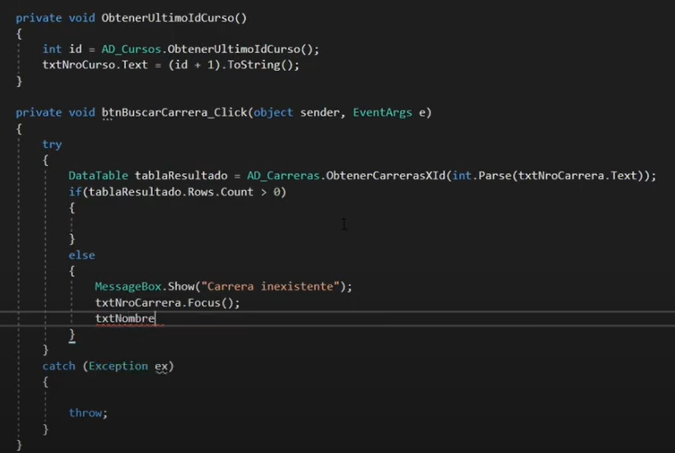 private void ObtenerUltimoIdCurso()
{
int id = AD_Cursos.ObtenerUltimoIdCurso();
txtNroCurso.Text = (id + 1).ToString();
}
private void btnBuscarCarrera_Click(object sender, EventArgs e)
{
try
{
DataTable tablaResultado = AD_Carreras.ObtenerCarrerasXId(int.Parse(txtNroCarrera.Text));
if(tablaResultado.Rows.Count > 0)
{
}
else
{
MessageBox.Show("Carrera inexistente");
txtNroCarrera.Focus();
txtNombre
}
}
catch (Exception ex)
{
throw;
}
}